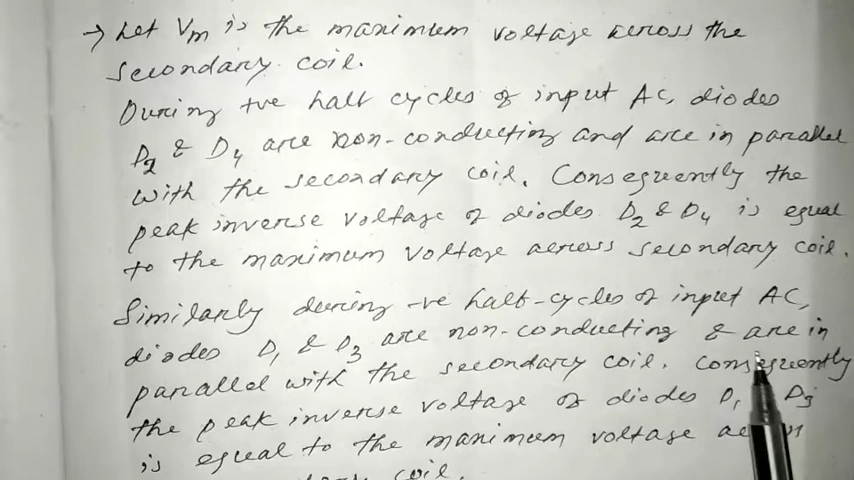 → Let Vm is the maximum voltage across the
secondary coil.
During +ve half cycles of input AC, diodes
D2 & D4 are non-conducting and are in parallel
with the secondary coil. Consequently the
peak inverse voltage of diodes D2 & D4 is equal
to the maximum voltage across secondary coil.
Similarly during -ve half-cycles of input AC,
diodes D1 & D3 are non-conducting & are in
parallel with the secondary coil. Consequently
the peak inverse voltage of diodes D1 D3
is equal to the maximum voltage
coil.